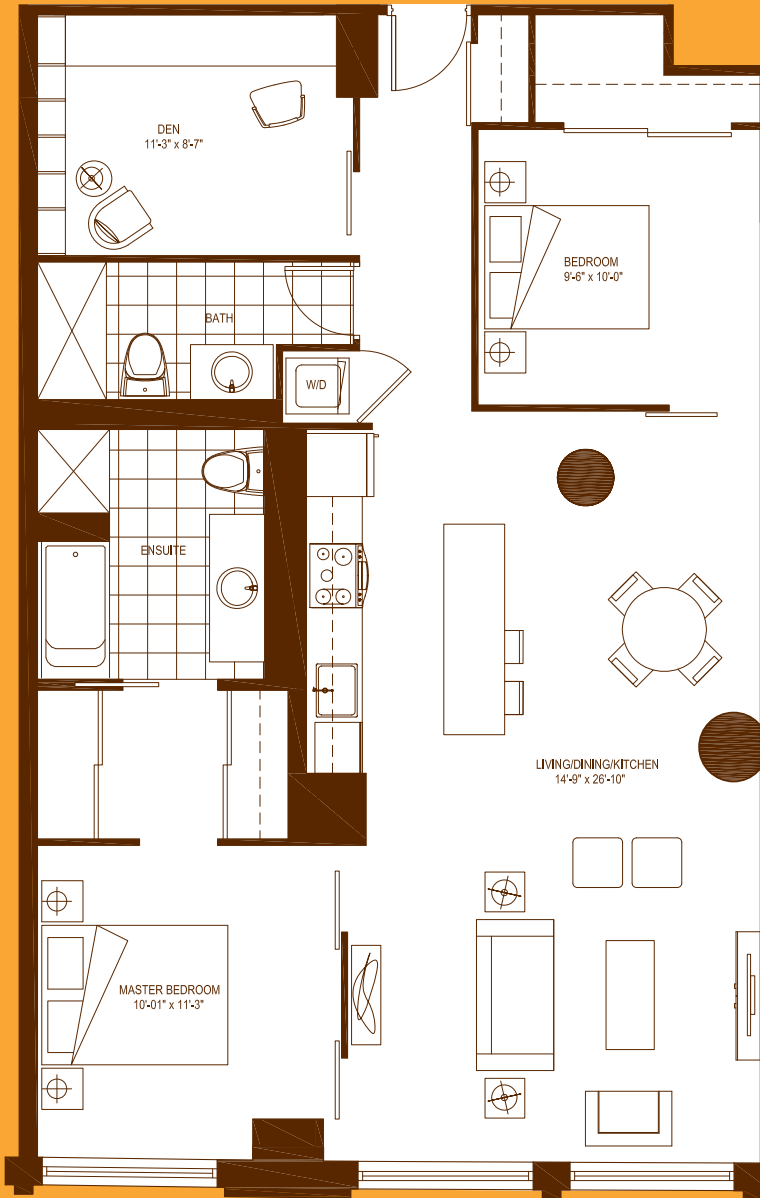 DEN
11'-3" x 8'-7"
BEDROOM
9'-6" x 10'-0"
BATH
W/D
ENSUITE
LIVING/DINING/KITCHEN
14'-9" x 26'-10"
MASTER BEDROOM
10'-01" x 11'-3"